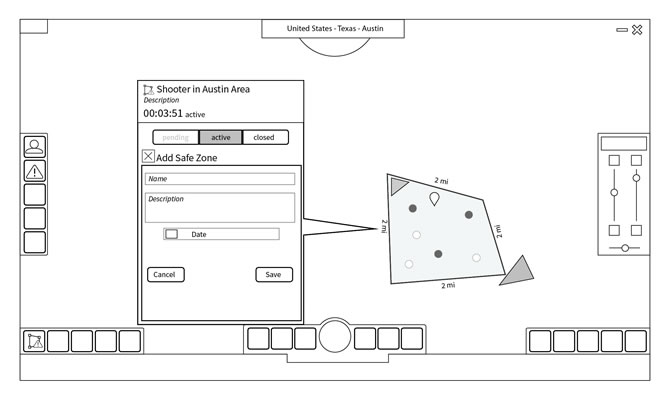 United States - Texas - Austin
Shooter in Austin Area
Description
00:03:51 active
pending
active
closed
Add Safe Zone
Name
Description
Date
Cancel
Save
2 mi
2 mi
2 mi
2 mi